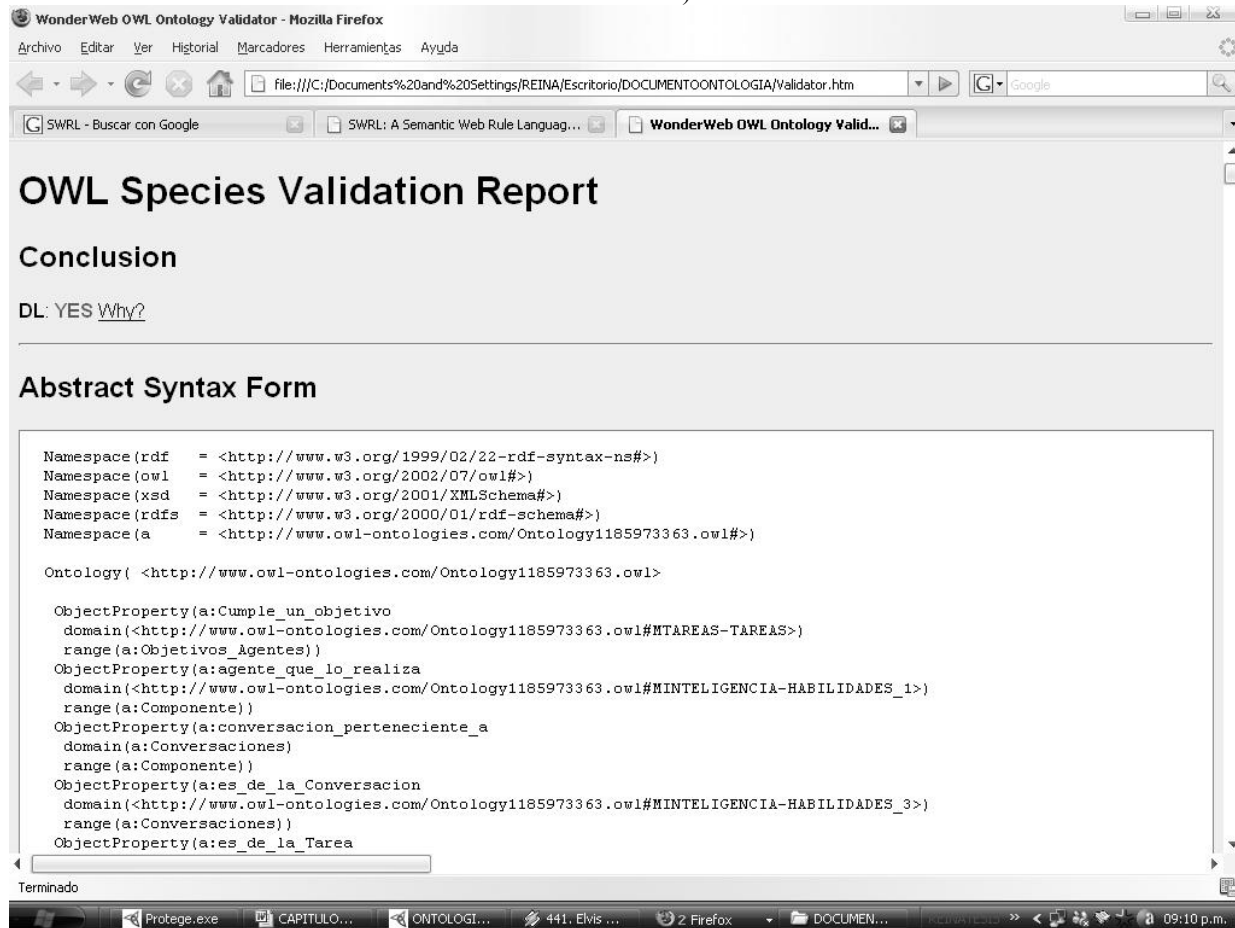 WonderWeb OWL Ontology Validator - Mozilla Firefox
Archivo Editar Ver Historial Marcadores Herramientas Ayuda
file:///C:/Documents%20and%20Settings/REINA/Escritorio/DOCUMENTOONTOLOGIA/Validator.htm G Google
G SWRL - Buscar con Google SWRL: A Semantic Web Rule Languag... WonderWeb OWL Ontology Valid...
OWL Species Validation Report
Conclusion
DL: YES Why?
Abstract Syntax Form
Namespace(rdf = <http://www.w3.org/1999/02/22-rdf-syntax-ns#>)
Namespace(owl = <http://www.w3.org/2002/07/owl#>)
Namespace(xsd = <http://www.w3.org/2001/XMLSchema#>)
Namespace(rdfs = <http://www.w3.org/2000/01/rdf-schema#>)
Namespace(a = <http://www.owl-ontologies.com/Ontology1185973363.owl#>)
Ontology( <http://www.owl-ontologies.com/Ontology1185973363.owl>
ObjectProperty(a:Cumple_un_objetivo
domain(<http://www.owl-ontologies.com/Ontology1185973363.owl#MTAREAS-TAREAS>)
range(a:Objetivos_Agentes))
ObjectProperty(a:agente_que_lo_realiza
domain(<http://www.owl-ontologies.com/Ontology1185973363.owl#MINTELIGENCIA-HABILIDADES_1>)
range(a:Componente))
ObjectProperty(a:conversacion_perteneciente_a
domain(a:Conversaciones)
range(a:Componente))
ObjectProperty(a:es_de_la_Conversacion
domain(<http://www.owl-ontologies.com/Ontology1185973363.owl#MINTELIGENCIA-HABILIDADES_3>)
range(a:Conversaciones))
ObjectProperty(a:es_de_la_Tarea
Terminado
Protege.exe CAPITULO... ONTOLOGI... 441. Elvis ... 2 Firefox DOCUMEN... 09:10 p.m.